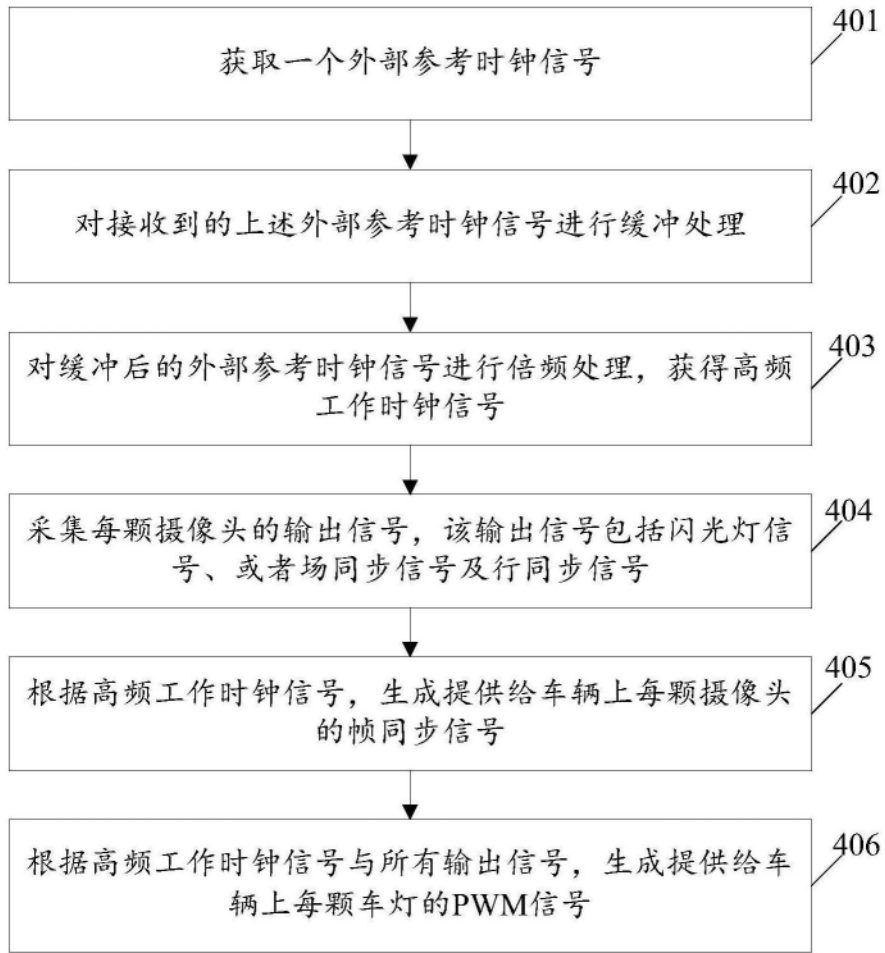 401
获取一个外部参考时钟信号
402
对接收到的上述外部参考时钟信号进行缓冲处理
403
对缓冲后的外部参考时钟信号进行倍频处理，获得高频
工作时钟信号
404
采集每颗摄像头的输出信号，该输出信号包括闪光灯信
号、或者场同步信号及行同步信号
405
根据高频工作时钟信号，生成提供给车辆上每颗摄像头
的帧同步信号
406
根据高频工作时钟信号与所有输出信号，生成提供给车
辆上每颗车灯的PWM信号